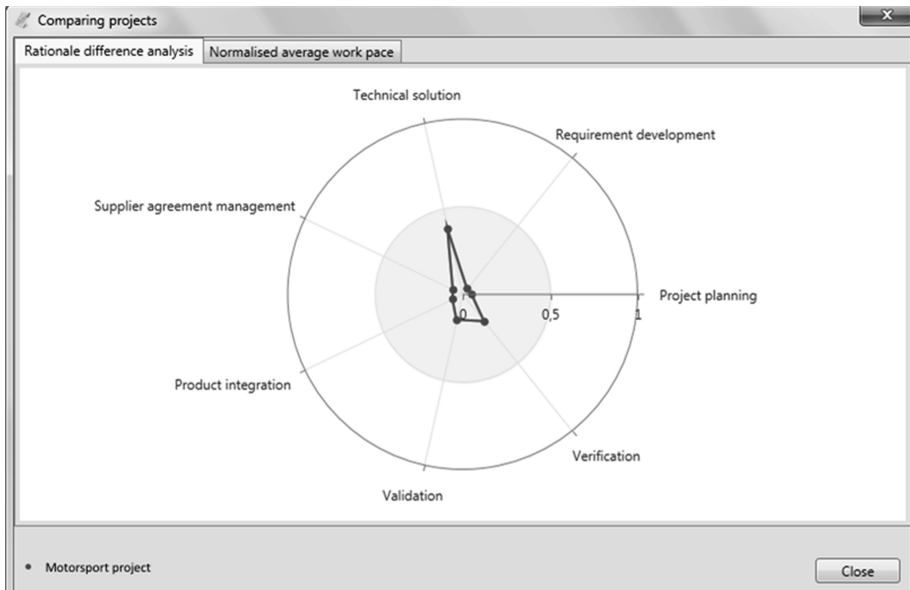 Comparing projects
Rationale difference analysis
Normalised average work pace
Technical solution
Requirement development
Supplier agreement management
Project planning
0
0,5
1
Product integration
Verification
Validation
Motorsport project
Close